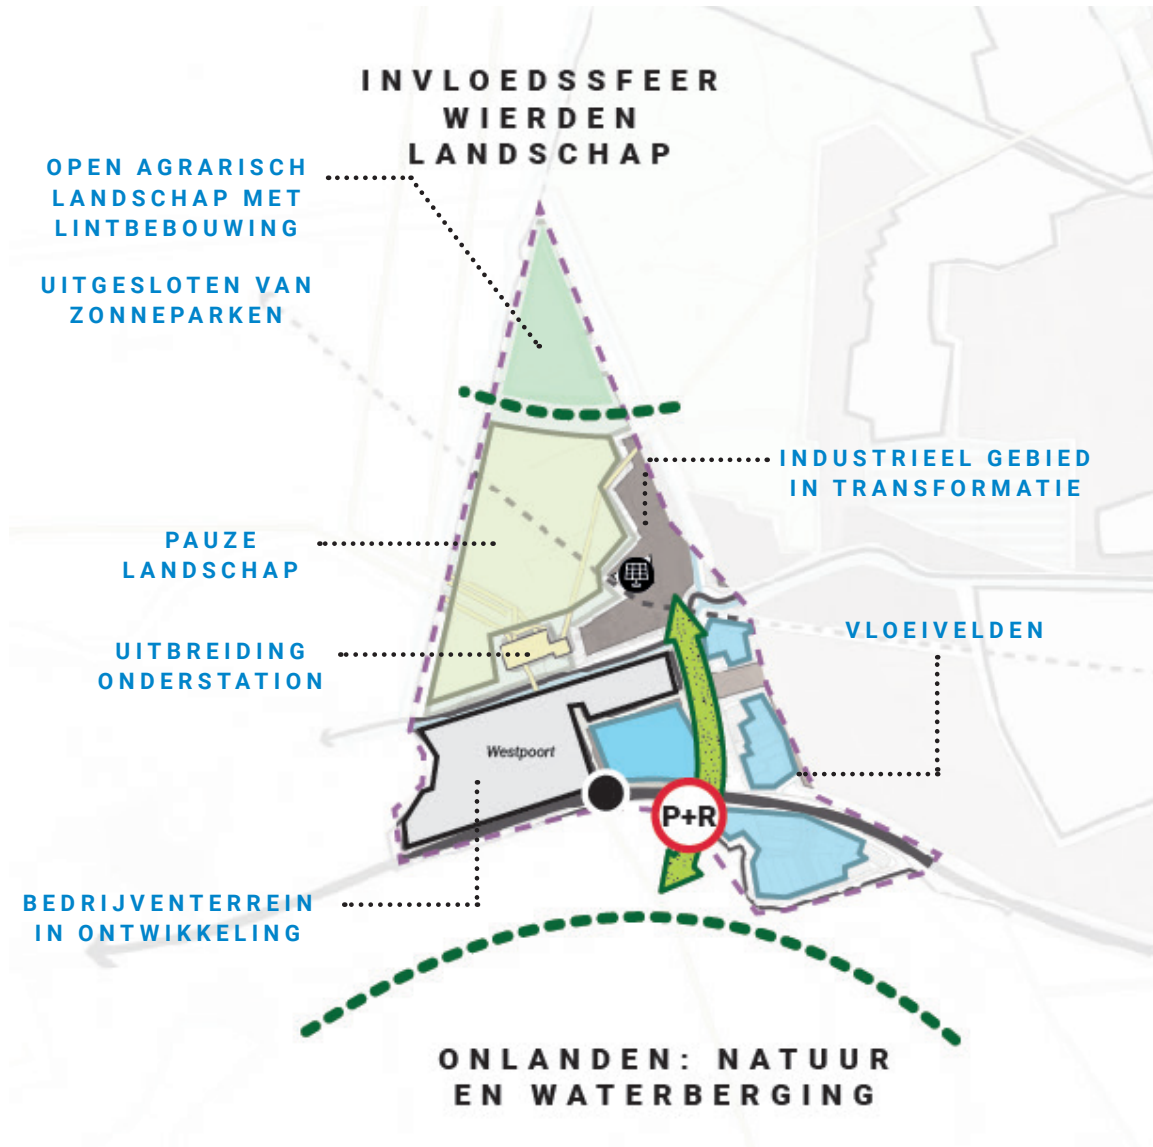 INVLOEDSSFEER
WIERDEN
LANDSCHAP
OPEN AGRARISCH
LANDSCHAP MET
LINTBEBOUWING
UITGESLOTEN VAN
ZONNEPARKEN
INDUSTRIEEL GEBIED
IN TRANSFORMATIE
PAUZE
LANDSCHAP
VLOEIVELDEN
UITBREIDING
ONDERSTATION
Westpoort
P+R
BEDRIJVENTERREIN
IN ONTWIKKELING
ONLANDEN: NATUUR
EN WATERBERGING